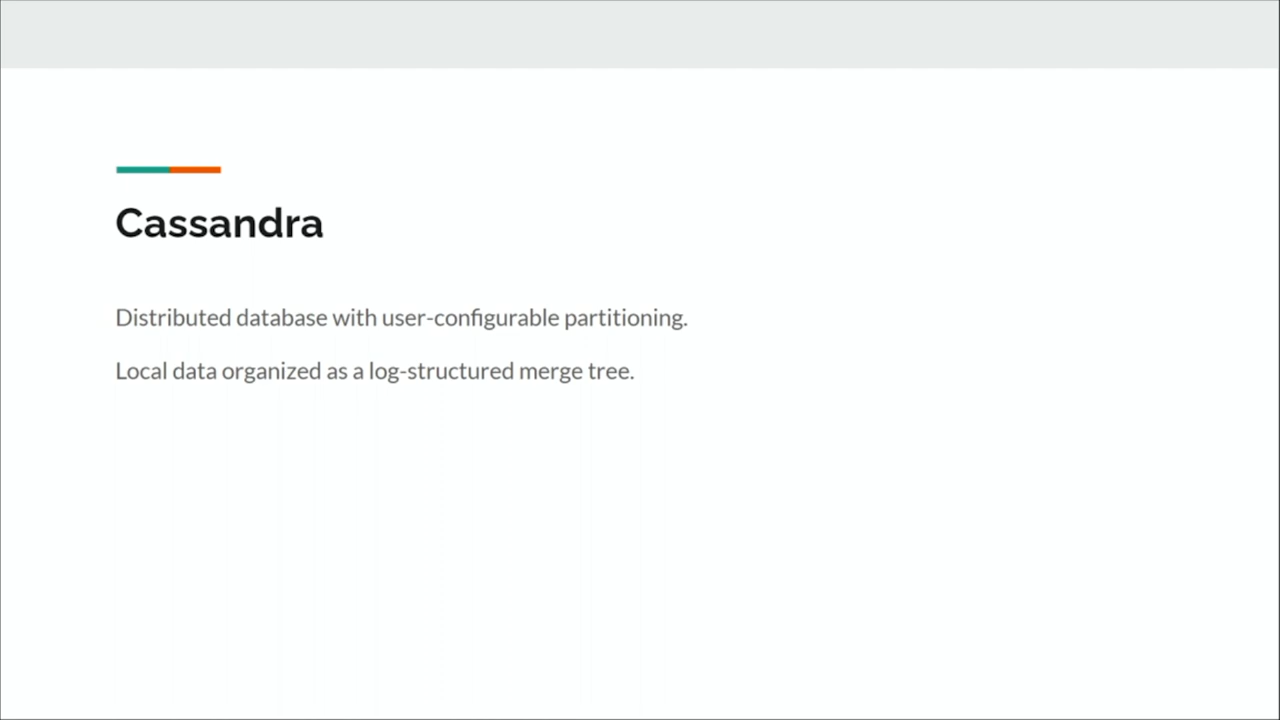 Cassandra
Distributed database with user-configurable partitioning.
Local data organized as a log-structured merge tree.